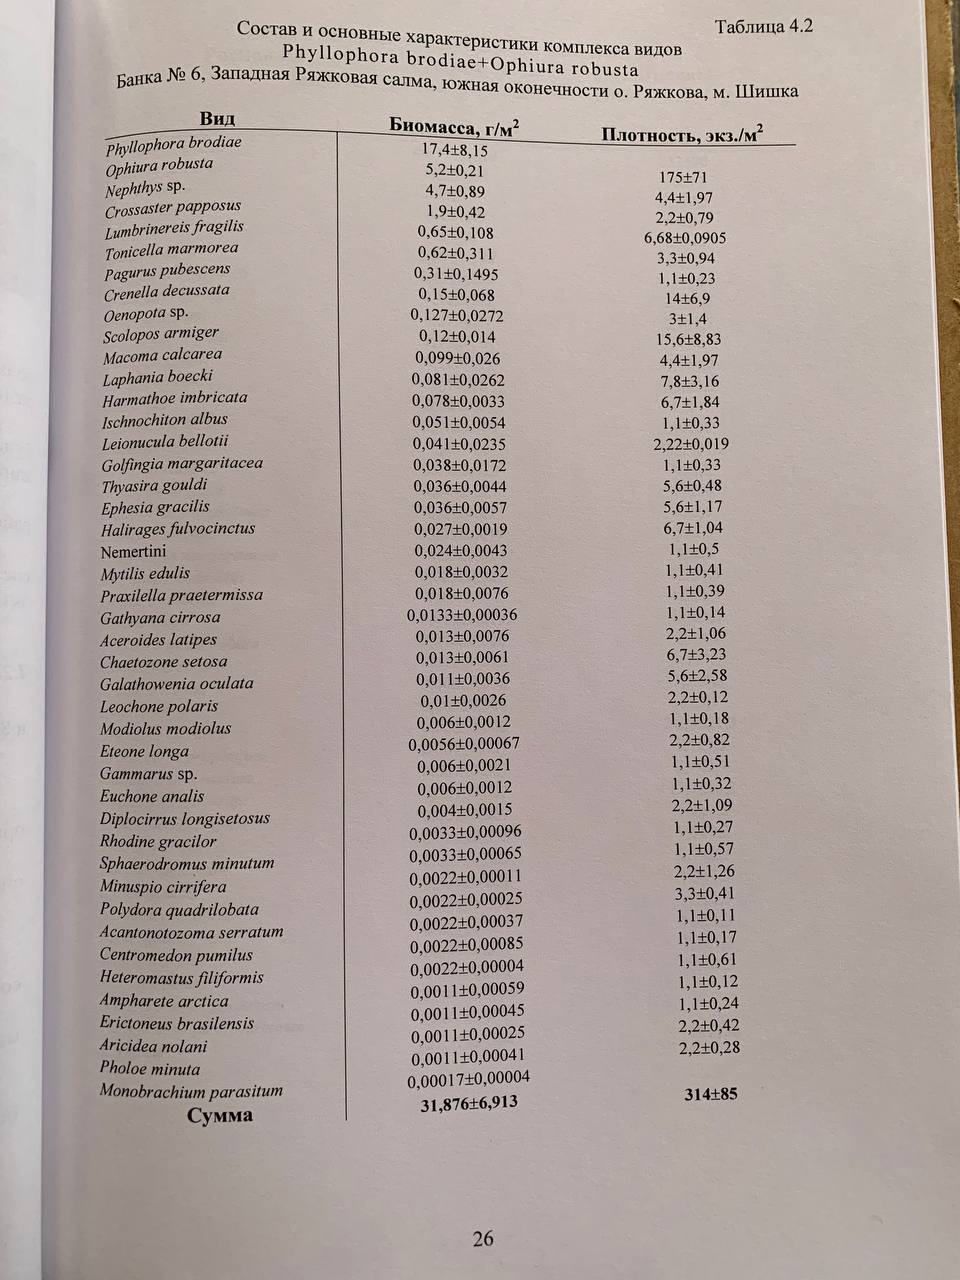 Таблица 4.2
Состав и основные характеристики комплекса видов
Phyllophora brodiae+Ophiura robusta
Банка № 6, Западная Ряжковая салма, южная оконечности о. Ряжкова, м. Шишка
Вид Биомасса, г/м² Плотность, экз./м²
Phyllophora brodiae 17,4±8,15
Ophiura robusta 5,2±0,21 175±71
Nephthys sp. 4,7±0,89 4,4±1,97
Crossaster papposus 1,9±0,42 2,2±0,79
Lumbrinereis fragilis 0,65±0,108 6,68±0,0905
Tonicella marmorea 0,62±0,311 3,3±0,94
Pagurus pubescens 0,31±0,1495 1,1±0,23
Crenella decussata 0,15±0,068 14±6,9
Oenopota sp. 0,127±0,0272 3±1,4
Scolopos armiger 0,12±0,014 15,6±8,83
Macoma calcarea 0,099±0,026 4,4±1,97
Laphania boecki 0,081±0,0262 7,8±3,16
Harmathoe imbricata 0,078±0,0033 6,7±1,84
Ischnochiton albus 0,051±0,0054 1,1±0,33
Leionucula bellotii 0,041±0,0235 2,22±0,019
Golfingia margaritacea 0,038±0,0172 1,1±0,33
Thyasira gouldi 0,036±0,0044 5,6±0,48
Ephesia gracilis 0,036±0,0057 5,6±1,17
Halirages fulvocinctus 0,027±0,0019 6,7±1,04
Nemertini 0,024±0,0043 1,1±0,5
Mytilis edulis 0,018±0,0032 1,1±0,41
Praxilella praetermissa 0,018±0,0076 1,1±0,39
Gathyana cirrosa 0,0133±0,00036 1,1±0,14
Aceroides latipes 0,013±0,0076 2,2±1,06
Chaetozone setosa 0,013±0,0061 6,7±3,23
Galathowenia oculata 0,011±0,0036 5,6±2,58
Leochone polaris 0,01±0,0026 2,2±0,12
Modiolus modiolus 0,006±0,0012 1,1±0,18
Eteone longa 0,0056±0,00067 2,2±0,82
Gammarus sp. 0,006±0,0021 1,1±0,51
Euchone analis 0,006±0,0012 1,1±0,32
Diplocirrus longisetosus 0,004±0,0015 2,2±1,09
Rhodine gracilor 0,0033±0,00096 1,1±0,27
Sphaerodromus minutum 0,0033±0,00065 1,1±0,57
Minuspio cirrifera 0,0022±0,00011 2,2±1,26
Polydora quadrilobata 0,0022±0,00025 3,3±0,41
Acantonotozoma serratum 0,0022±0,00037 1,1±0,11
Centromedon pumilus 0,0022±0,00085 1,1±0,17
Heteromastus filiformis 0,0022±0,00004 1,1±0,61
Ampharete arctica 0,0011±0,00059 1,1±0,12
Erictoneus brasilensis 0,0011±0,00045 1,1±0,24
Aricidea nolani 0,0011±0,00025 2,2±0,42
Pholoe minuta 0,0011±0,00041 2,2±0,28
Monobrachium parasitum 0,00017±0,00004
Сумма 31,876±6,913 314±85
26